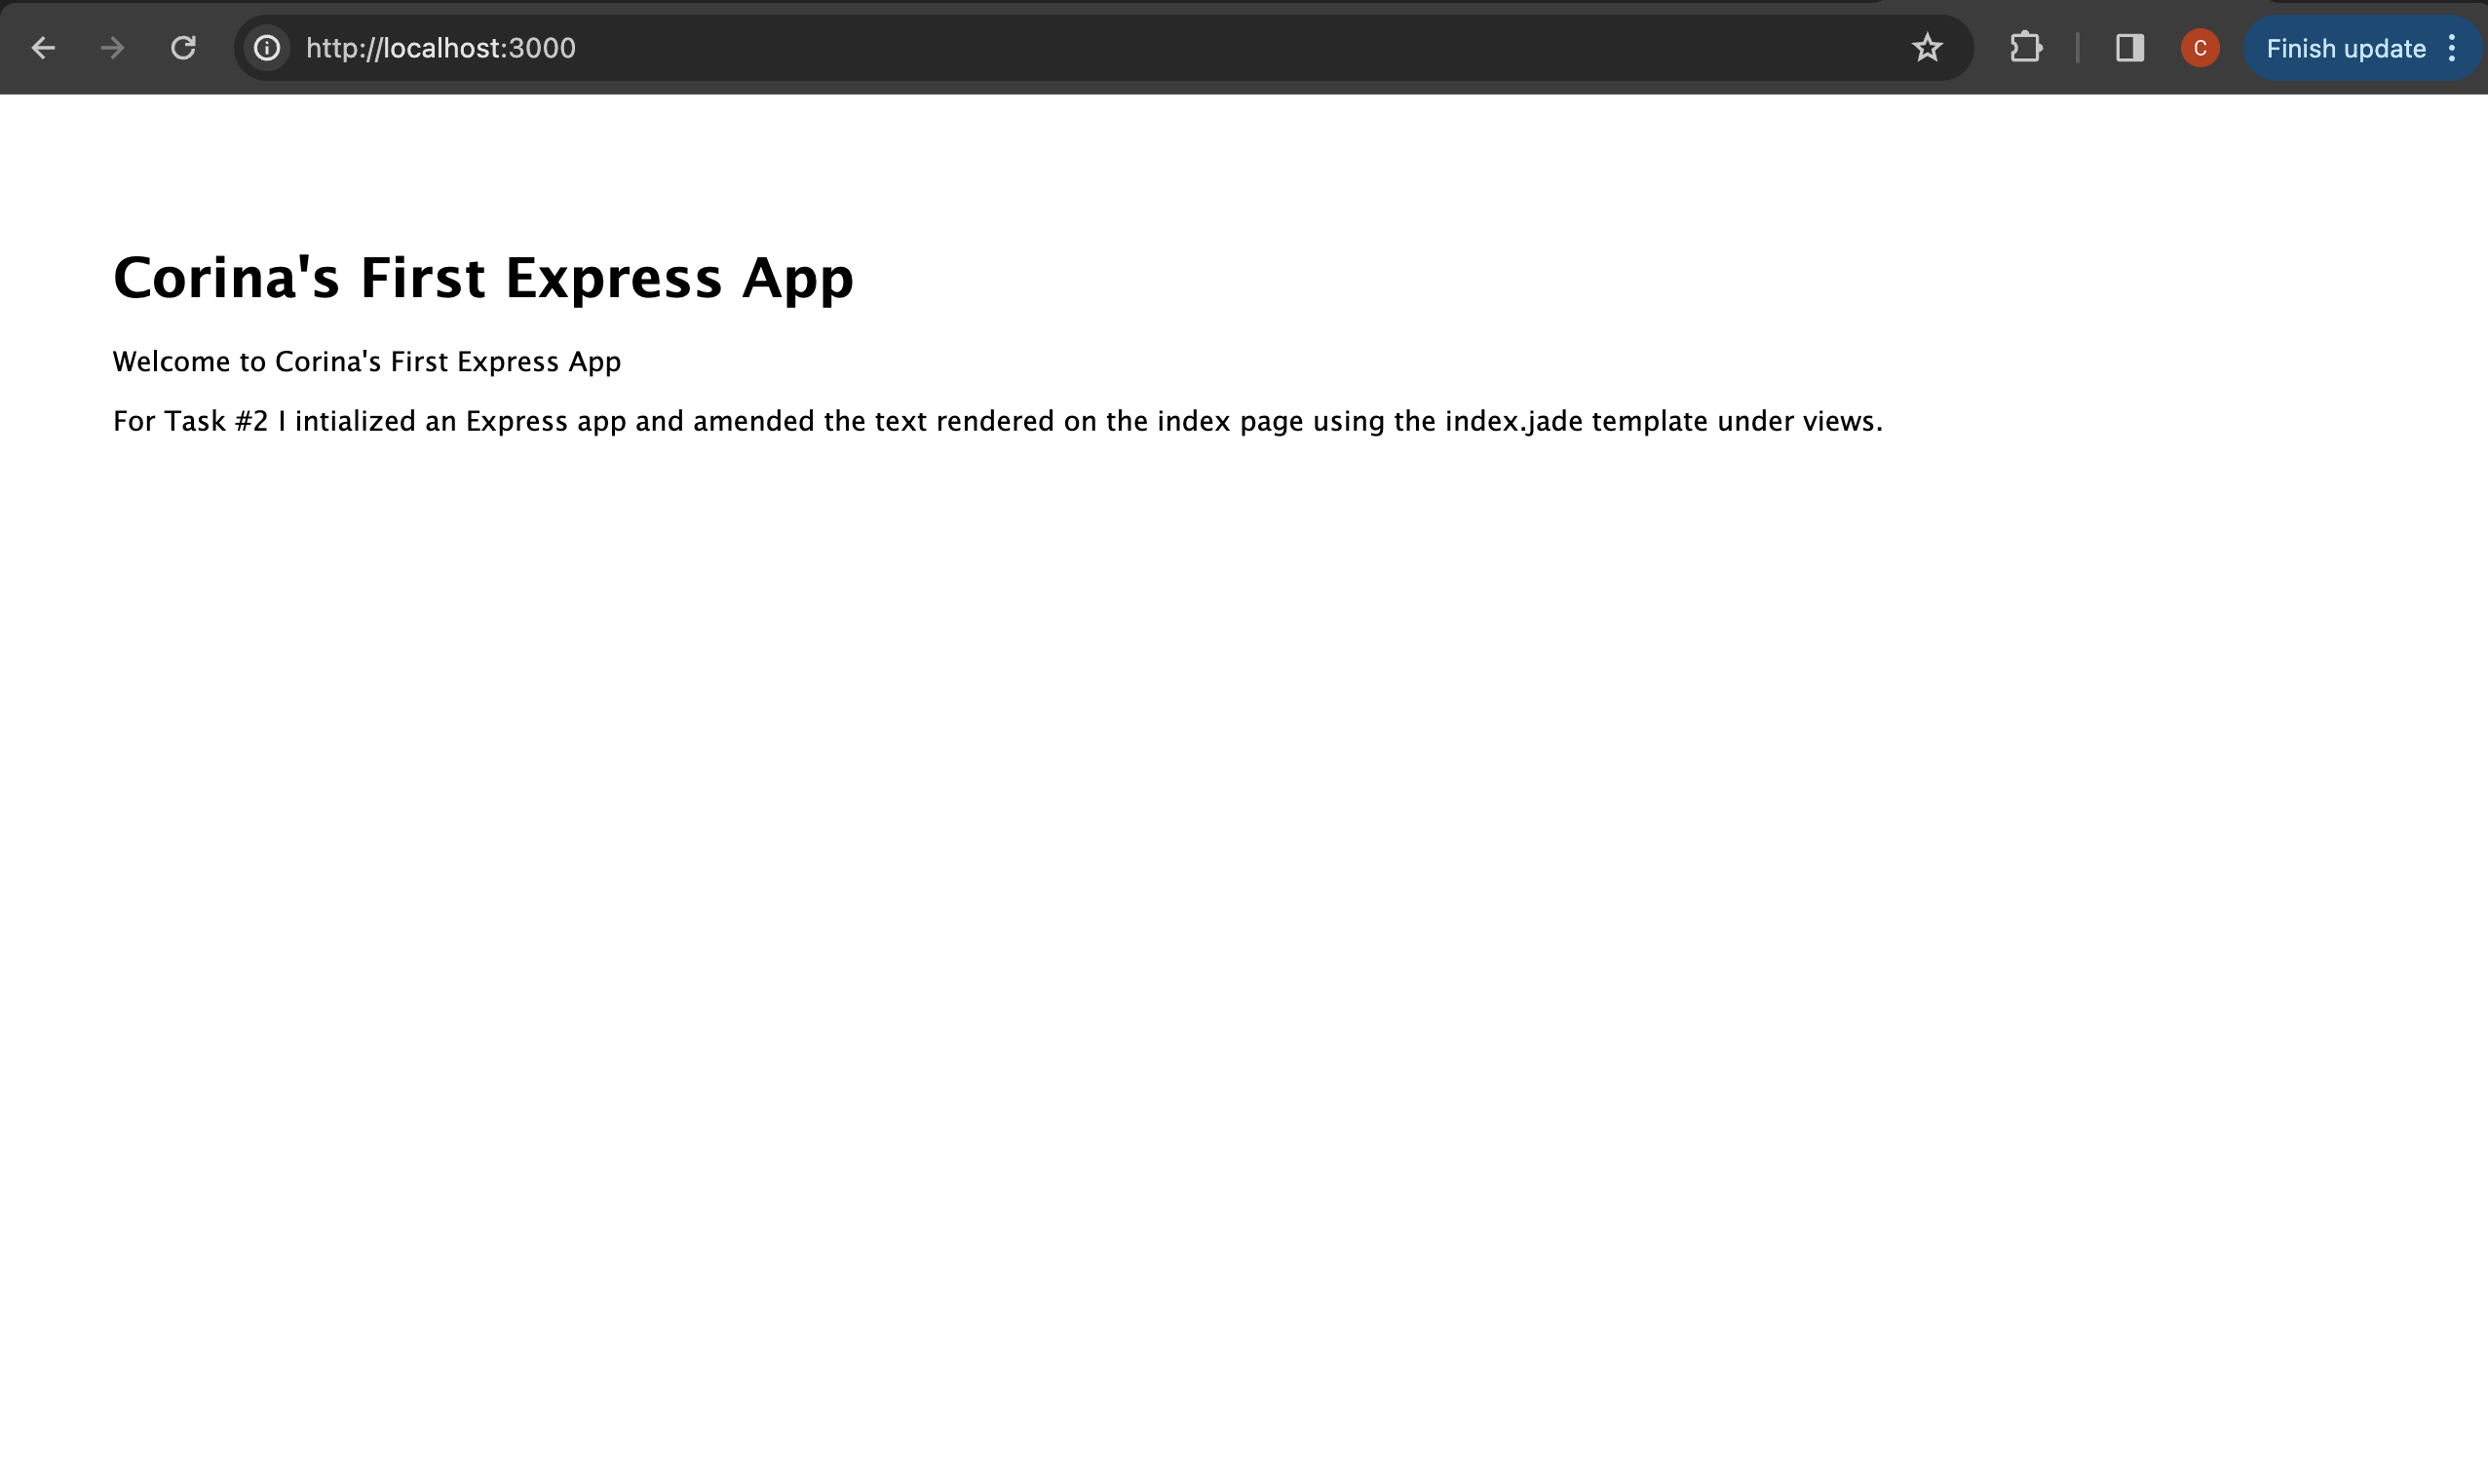 http://localhost:3000
C
Finish update
Corina's First Express App
Welcome to Corina's First Express App
For Task #2 I intialized an Express app and amended the text rendered on the index page using the index.jade template under views.